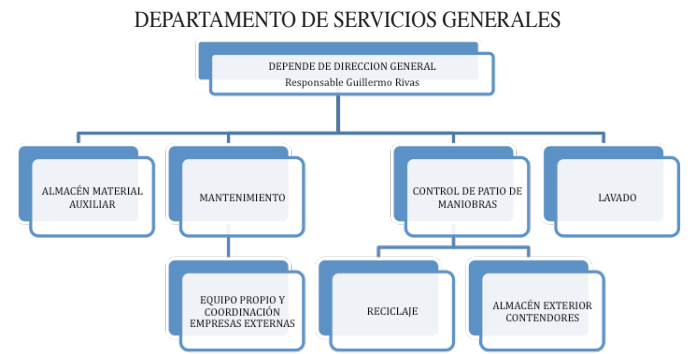 DEPARTAMENTO DE SERVICIOS GENERALES
DEPENDE DE DIRECCION GENERAL
Responsable Guillermo Rivas
ALMACÉN MATERIAL
AUXILIAR
MANTENIMIENTO
CONTROL DE PATIO DE
MANIOBRAS
LAVADO
EQUIPO PROPIO Y
COORDINACIÓN
EMPRESAS EXTERNAS
RECICLAJE
ALMACÉN EXTERIOR
CONTENDORES